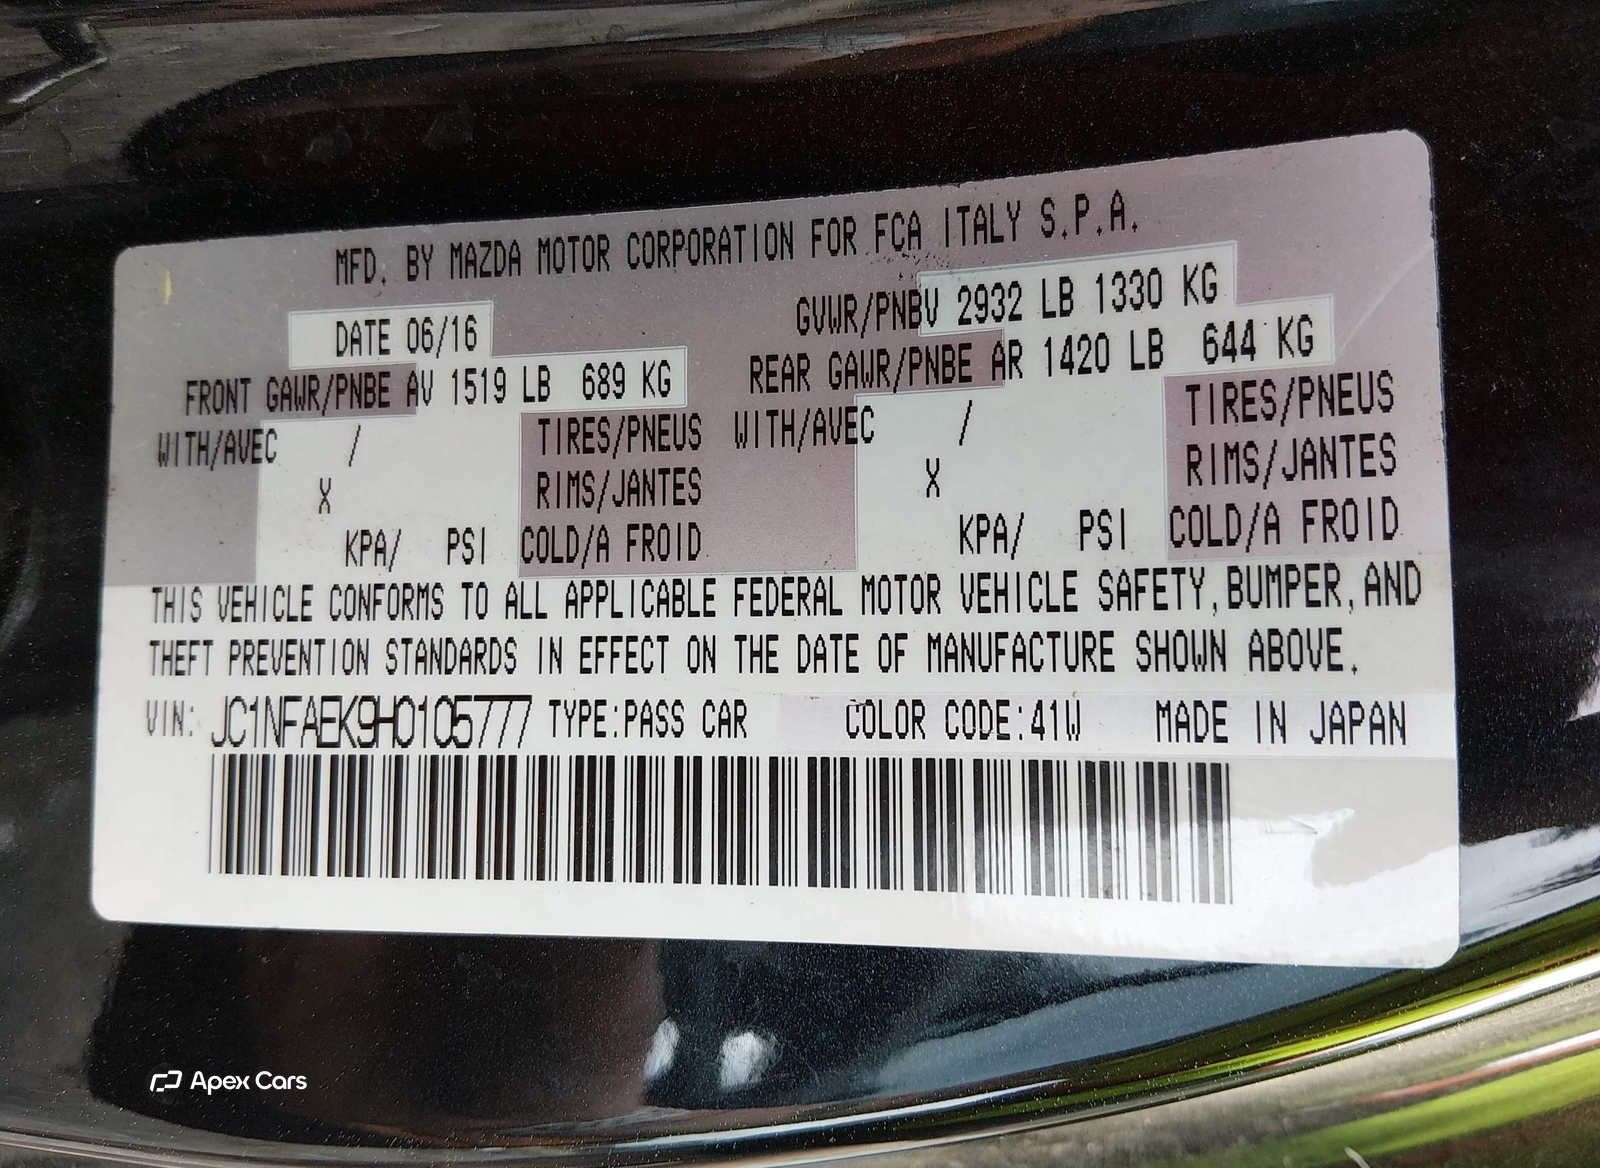 MFD. BY MAZDA MOTOR CORPORATION FOR FCA ITALY S.P.A.
DATE 06/16 GVWR/PNBV 2932 LB 1330 KG
FRONT GAWR/PNBE AV 1519 LB 689 KG REAR GAWR/PNBE AR 1420 LB 644 KG
WITH/AVEC / TIRES/PNEUS WITH/AVEC / TIRES/PNEUS
X RIMS/JANTES X RIMS/JANTES
KPA/ PSI COLD/A FROID KPA/ PSI COLD/A FROID
THIS VEHICLE CONFORMS TO ALL APPLICABLE FEDERAL MOTOR VEHICLE SAFETY, BUMPER, AND
THEFT PREVENTION STANDARDS IN EFFECT ON THE DATE OF MANUFACTURE SHOWN ABOVE.
VIN: JC1NFAEK9H0105777 TYPE:PASS CAR COLOR CODE:41W MADE IN JAPAN
Apex Cars